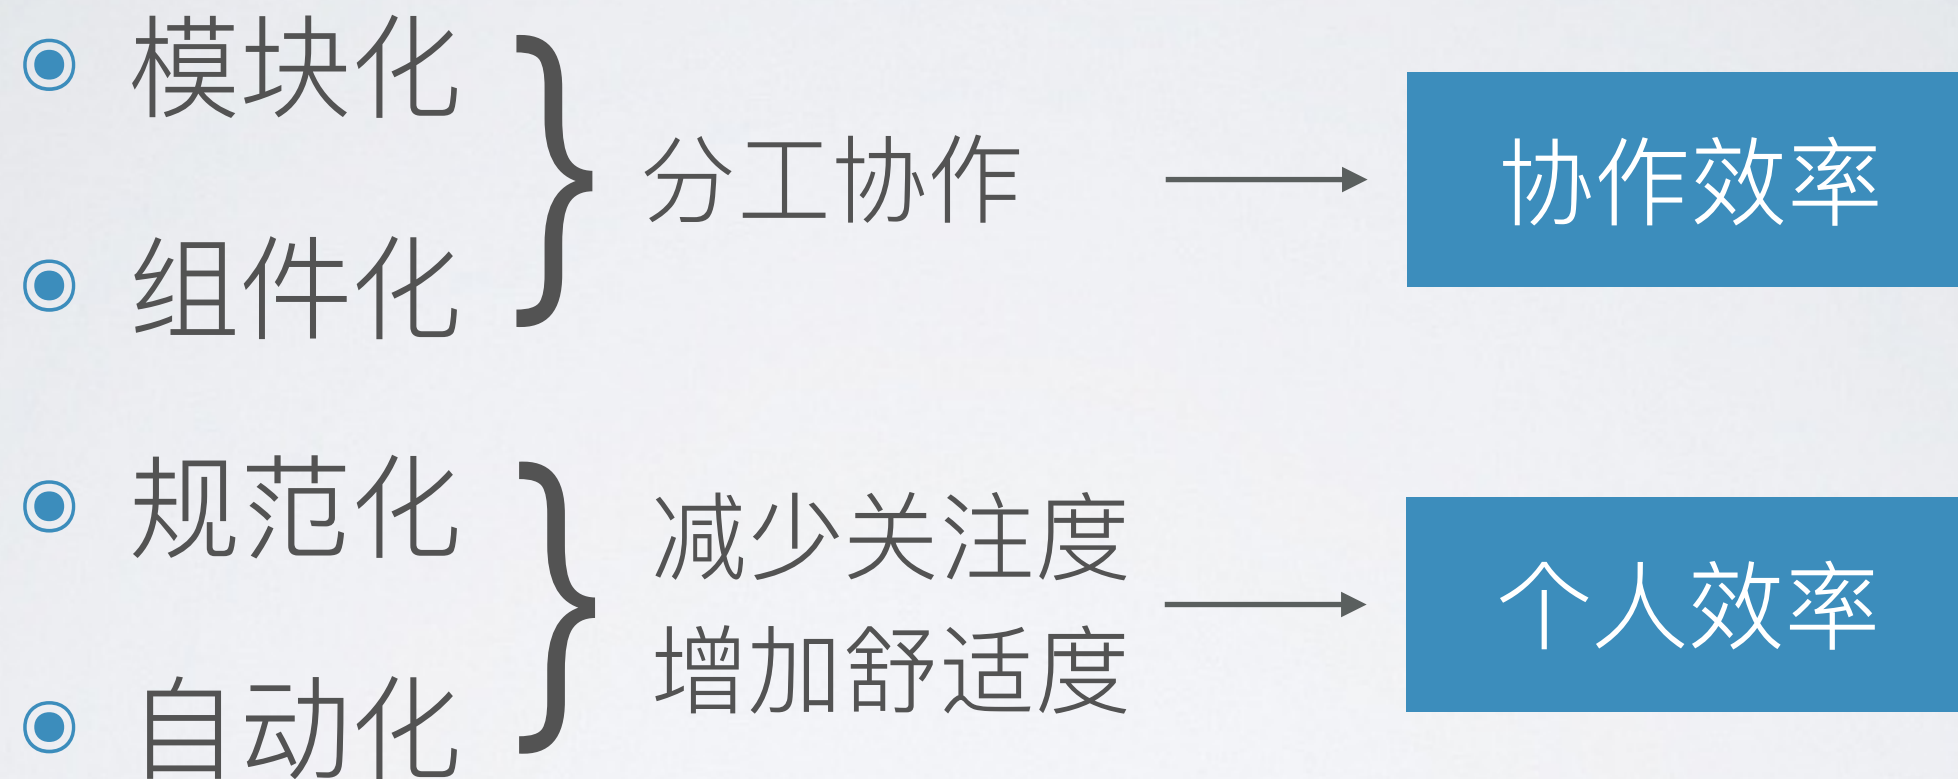 模块化
组件化
分工协作
协作效率
规范化
自动化
减少关注度
增加舒适度
个人效率